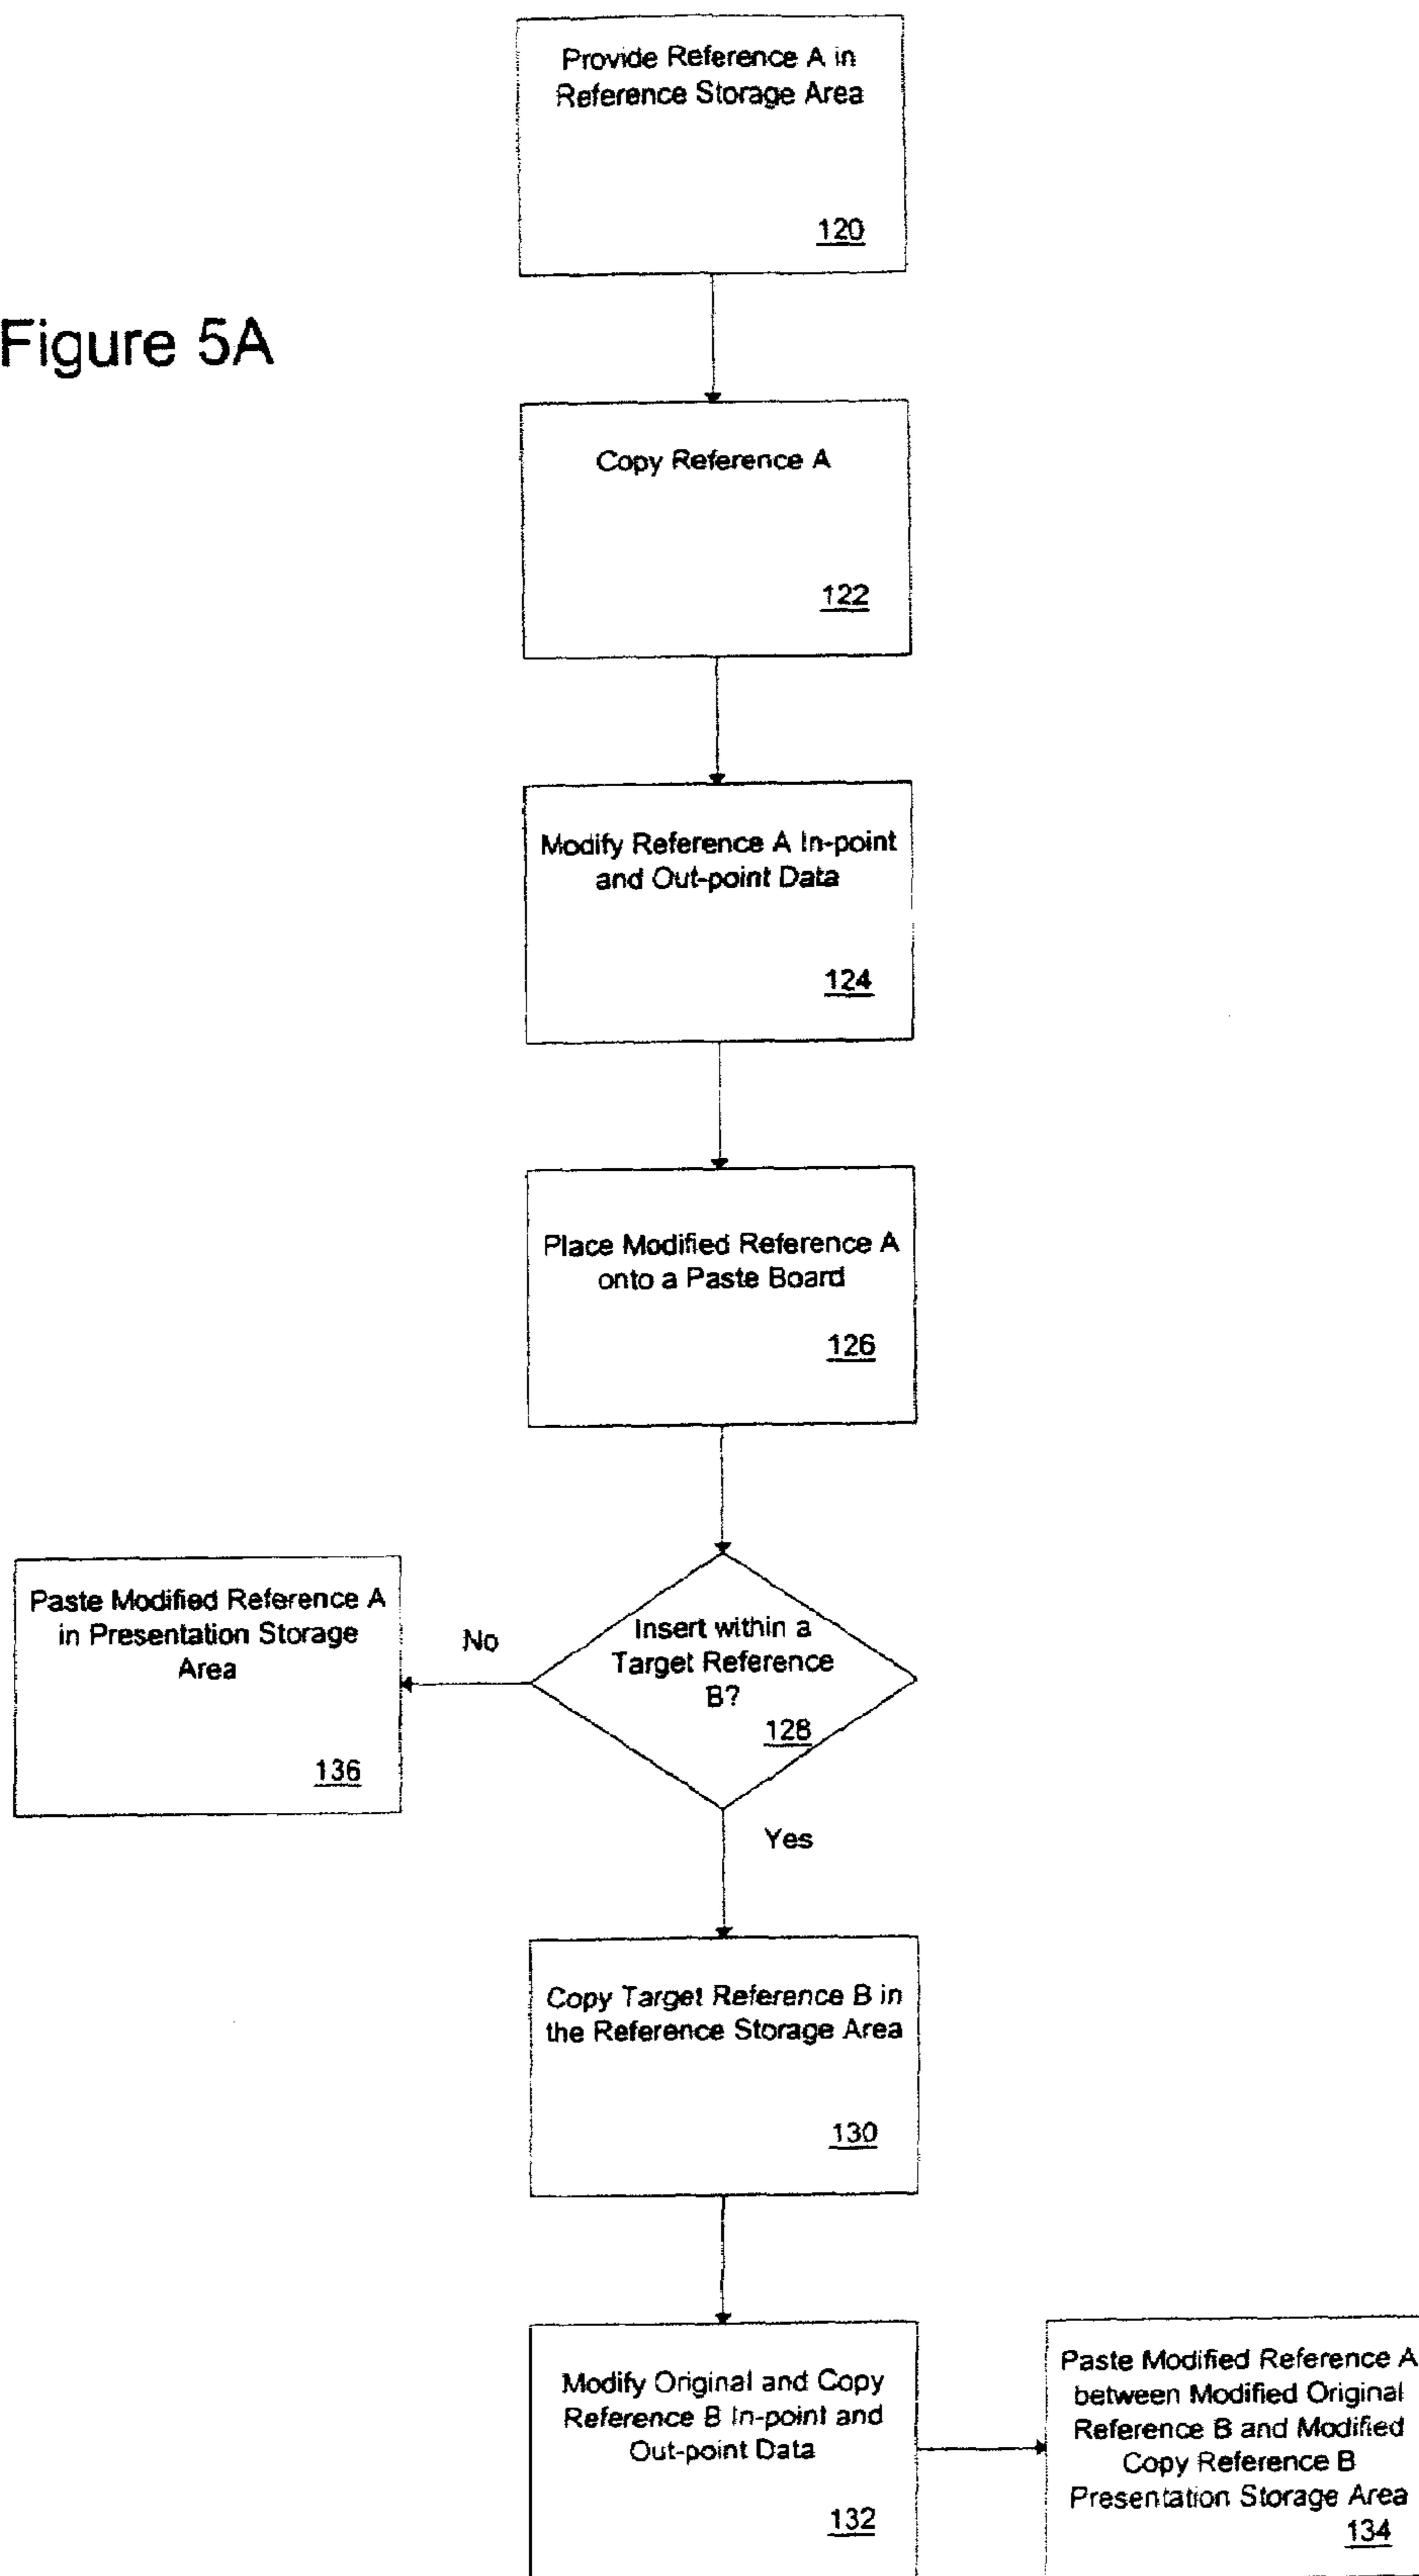 Provide Reference A in
Reference Storage Area
120
Figure 5A
Copy Reference A
122
Modify Reference A In-point
and Out-point Data
124
Place Modified Reference A
onto a Paste Board
126
Insert within a
Target Reference
B?
128
No
Paste Modified Reference A
in Presentation Storage
Area
136
Yes
Copy Target Reference B in
the Reference Storage Area
130
Modify Original and Copy
Reference B In-point and
Out-point Data
132
Paste Modified Reference A
between Modified Original
Reference B and Modified
Copy Reference B
Presentation Storage Area
134